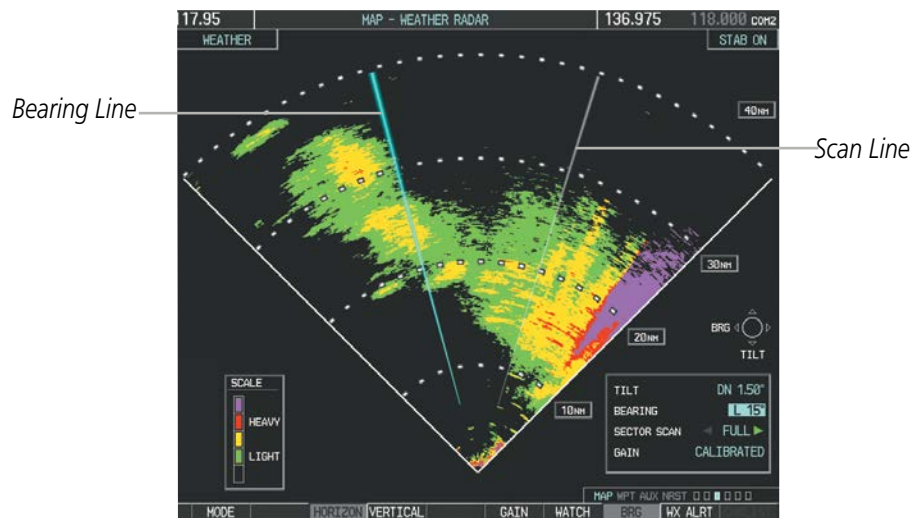 117.95 MAP - WEATHER RADAR 136.975 118.000 COM2
WEATHER STAB ON
Bearing Line
40NM
Scan Line
30NM
BRG
20NM
TILT
SCALE
HEAVY
LIGHT
10NM
TILT DN 1.50°
BEARING L 15°
SECTOR SCAN FULL
GAIN CALIBRATED
MAP WPT AUX NRST
MODE HORIZON VERTICAL GAIN WATCH BRG WX ALRT